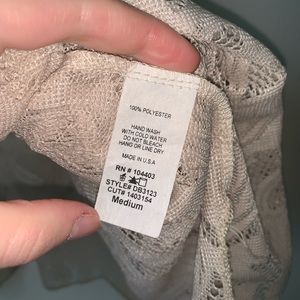 100% POLYESTER
HAND WASH
WITH COLD WATER
DO NOT BLEACH
HANG OR LINE DRY
MADE IN U.S.A
RN # 104403
STYLE# DB3123
CUT# 1403154
Medium